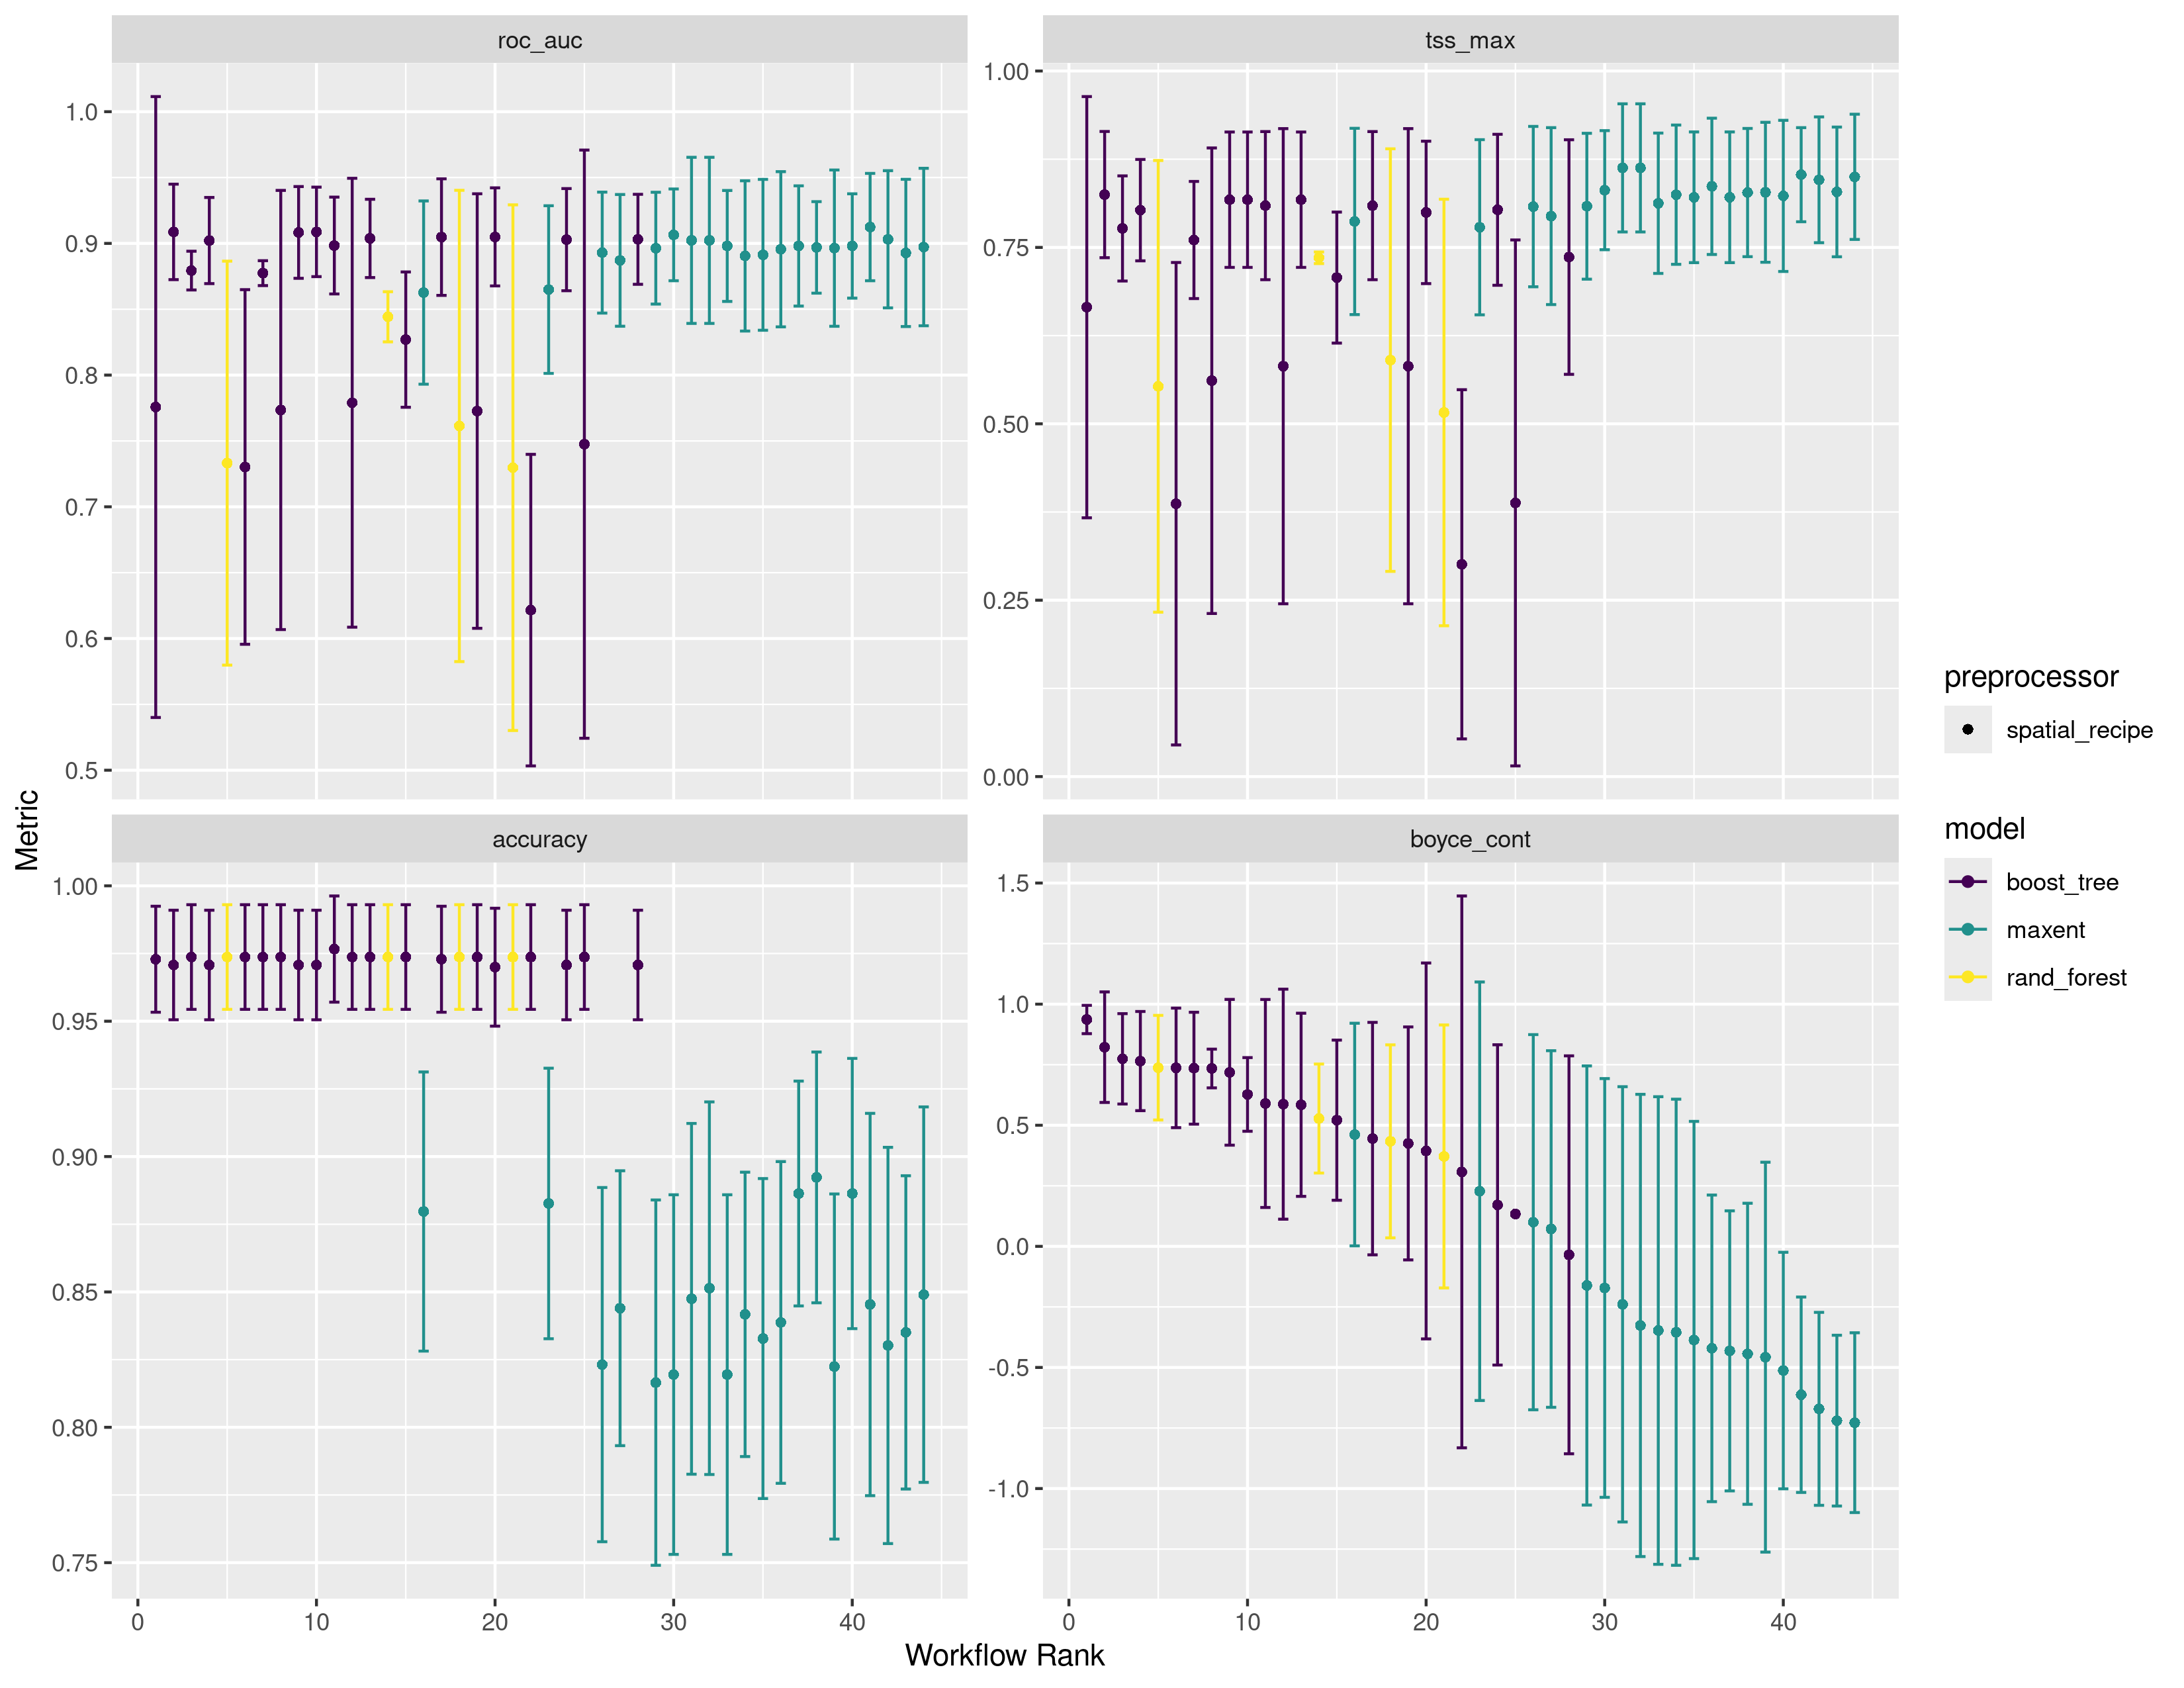 roc_auc
tss_max
1.0
0.9
0.8
0.7
0.6
0.5
1.00
0.75
0.50
0.25
0.00
accuracy
boyce_cont
1.00
0.95
0.90
0.85
0.80
0.75
1.5
1.0
0.5
0.0
-0.5
-1.0
0 10 20 30 40
0 10 20 30 40
Workflow Rank
Metric
preprocessor
spatial_recipe
model
boost_tree
maxent
rand_forest